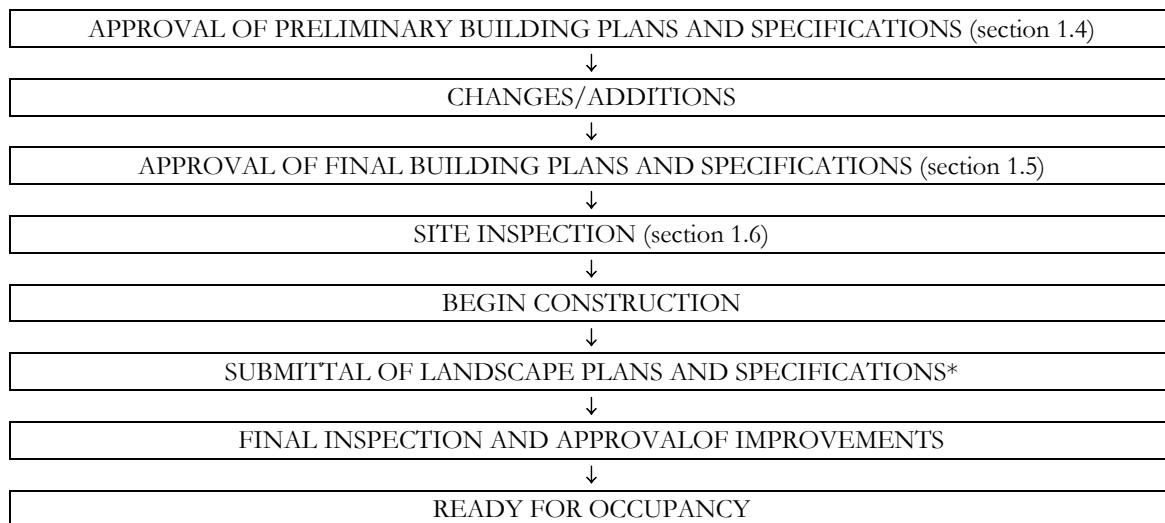 APPROVAL OF PRELIMINARY BUILDING PLANS AND SPECIFICATIONS (section 1.4)
↓
CHANGES/ADDITIONS
↓
APPROVAL OF FINAL BUILDING PLANS AND SPECIFICATIONS (section 1.5)
↓
SITE INSPECTION (section 1.6)
↓
BEGIN CONSTRUCTION
↓
SUBMITTAL OF LANDSCAPE PLANS AND SPECIFICATIONS*
↓
FINAL INSPECTION AND APPROVALOF IMPROVEMENTS
↓
READY FOR OCCUPANCY